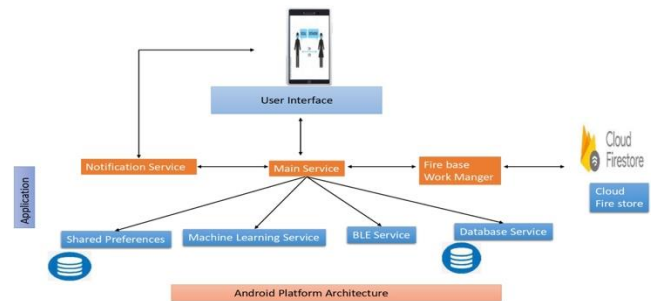 User Interface
Notification Service
Main Service
Fire base
Work Manger
Cloud
Firestore
Cloud
Fire store
Application
Shared Preferences
Machine Learning Service
BLE Service
Database Service
Android Platform Architecture